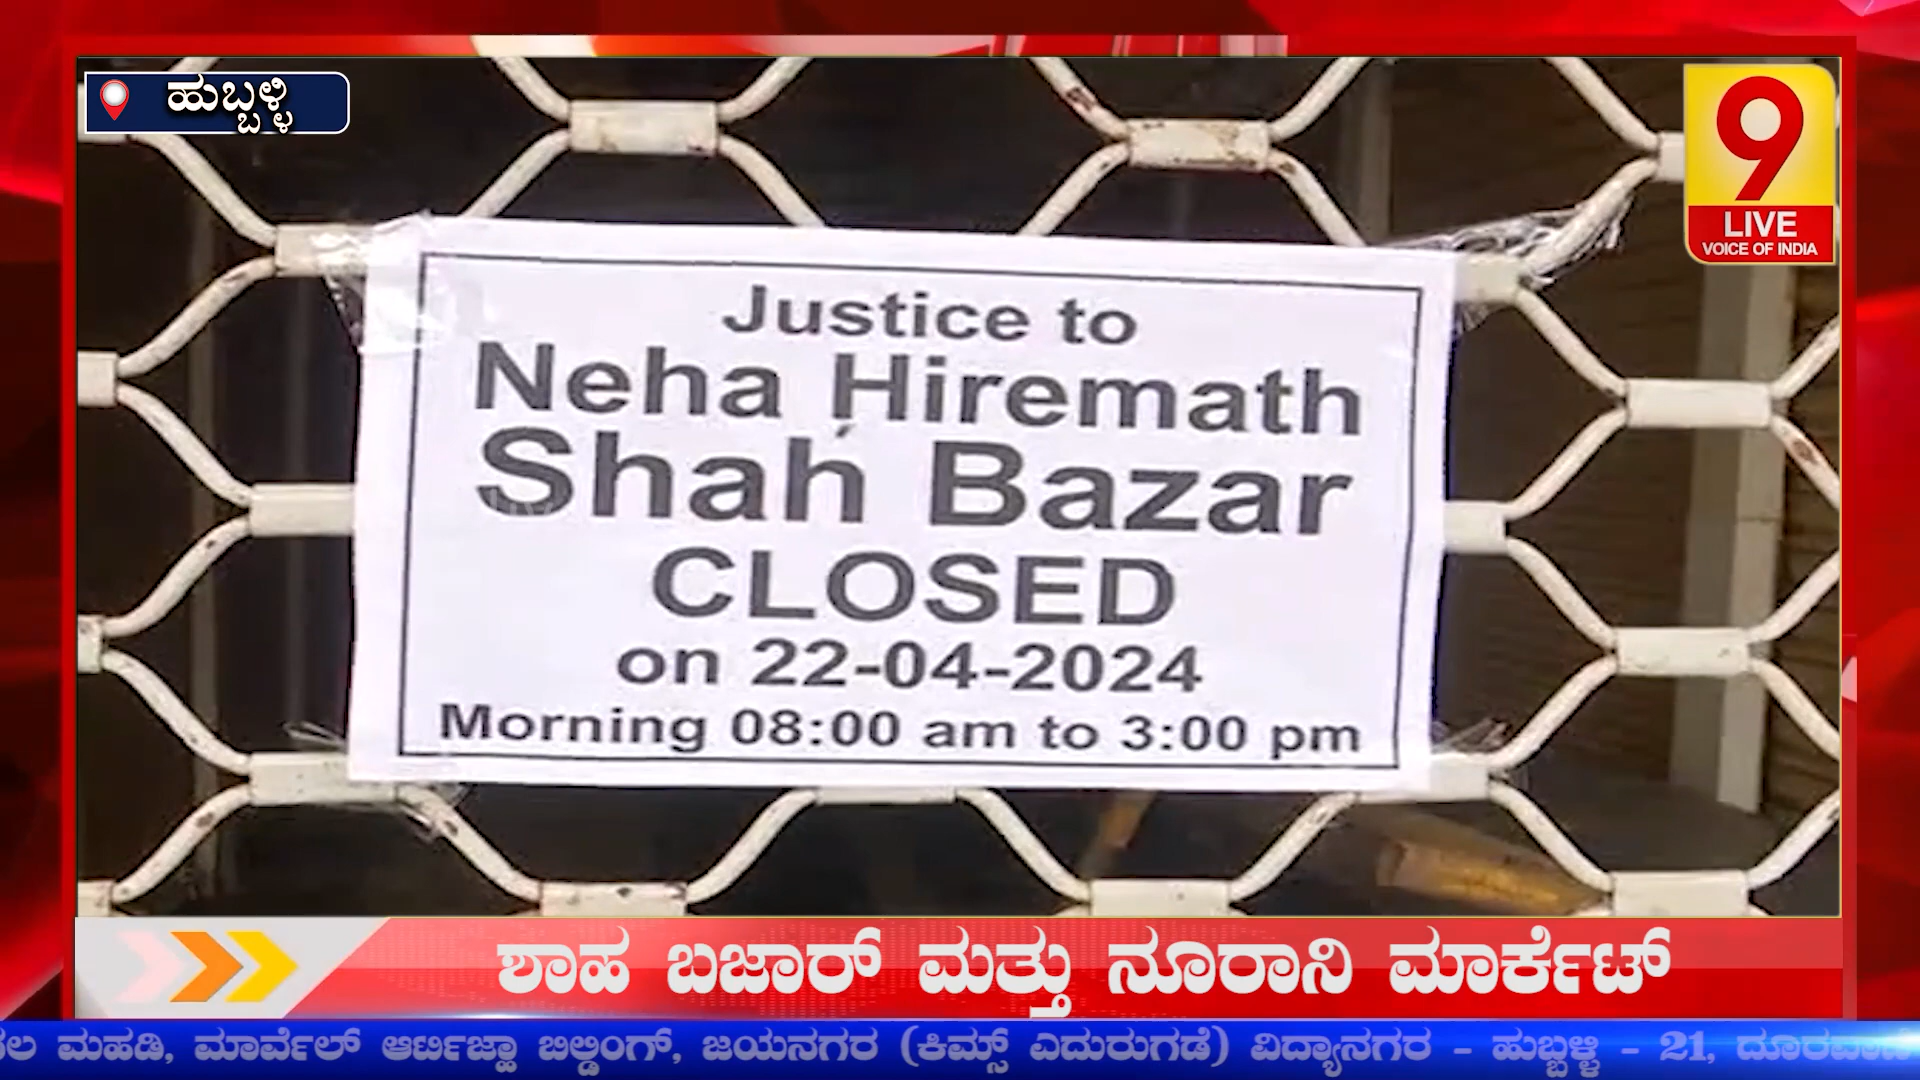 ಹುಬ್ಬಳ್ಳಿ
9
LIVE
VOICE OF INDIA
Justice to
Neha Hiremath
Shah Bazar
CLOSED
on 22-04-2024
Morning 08:00 am to 3:00 pm
ಶಾಹ ಬಜಾರ್ ಮತ್ತು ನೂರಾನಿ ಮಾರ್ಕೆಟ್
ಮಹಡಿ, ಮಾರ್ವೆಲ್ ಆರ್ಟಿಜ್ಹಾ ಬಿಲ್ಡಿಂಗ್, ಜಯನಗರ (ಕಿಮ್ಸ್ ಎದುರುಗಡೆ) ವಿದ್ಯಾನಗರ - ಹುಬ್ಬಳ್ಳಿ - 21,